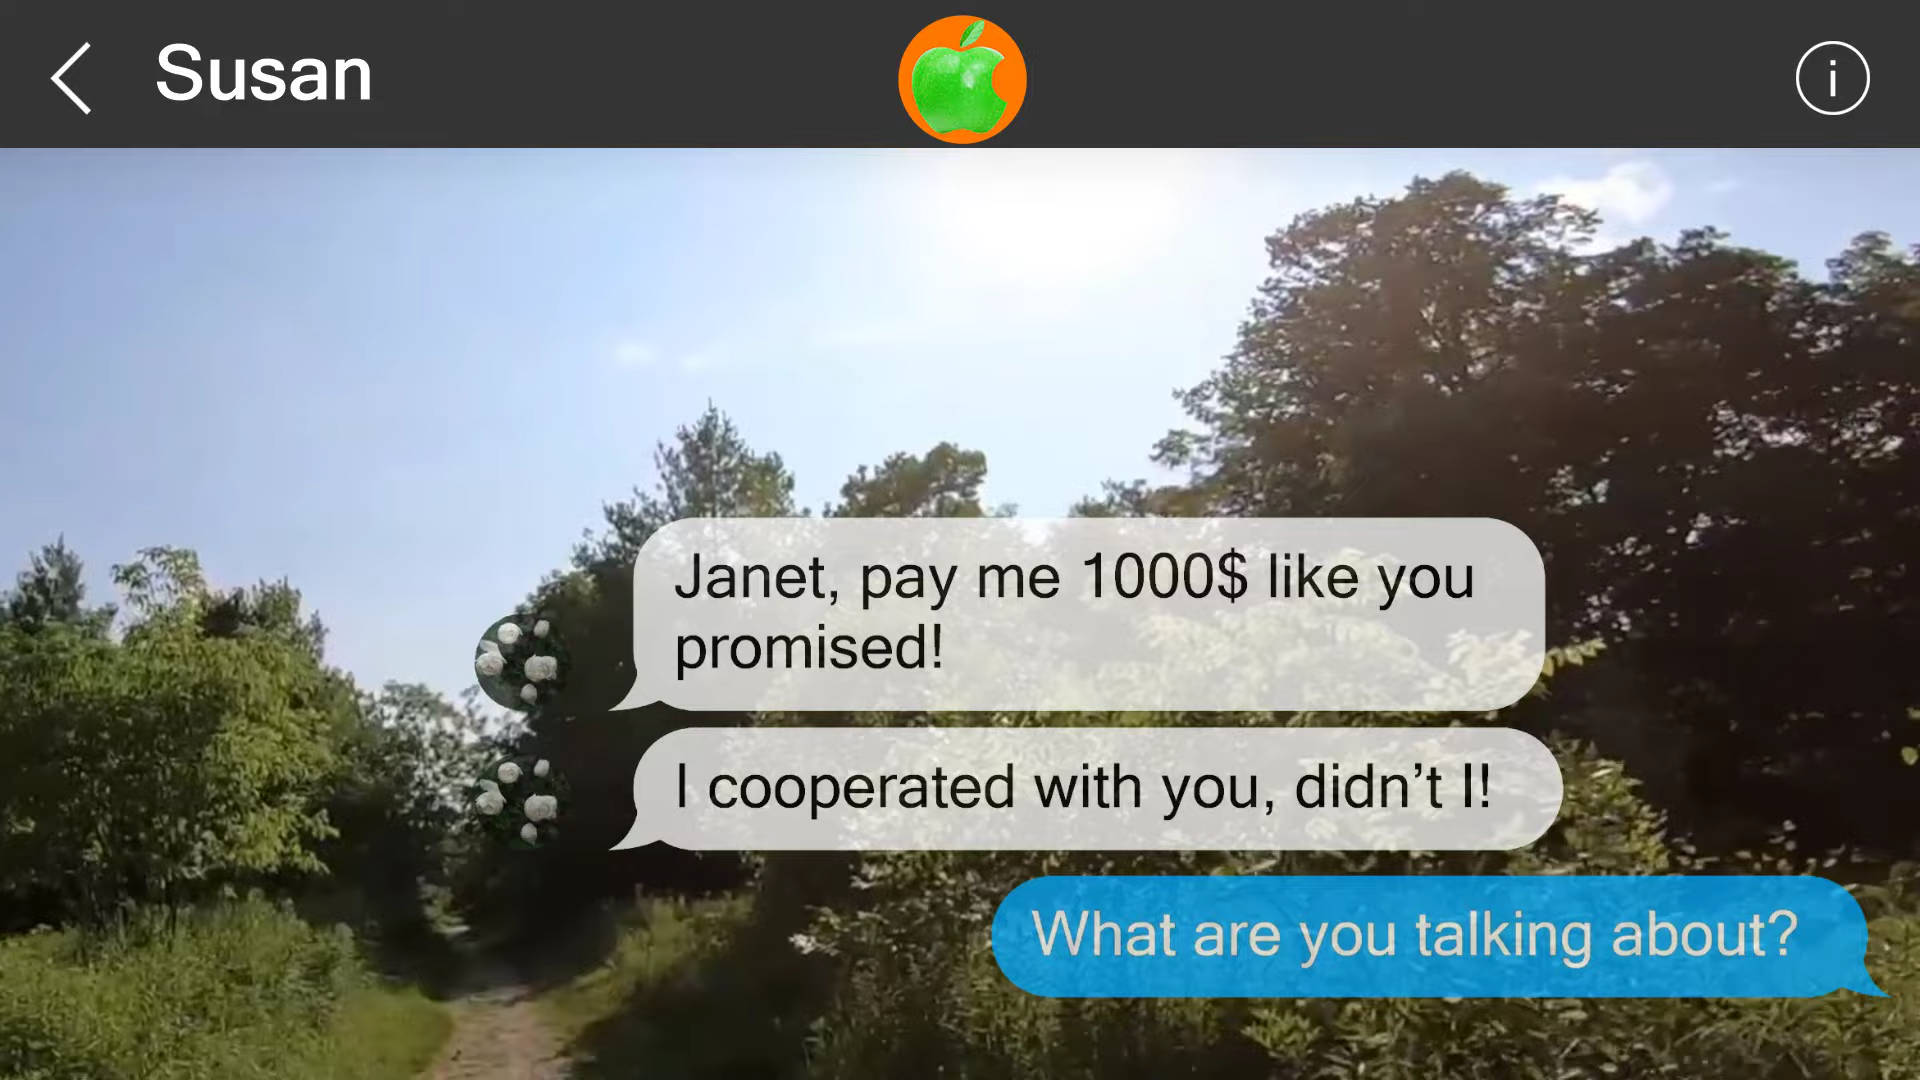 Susan
i
Janet, pay me 1000$ like you
promised!
I cooperated with you, didn’t I!
What are you talking about?